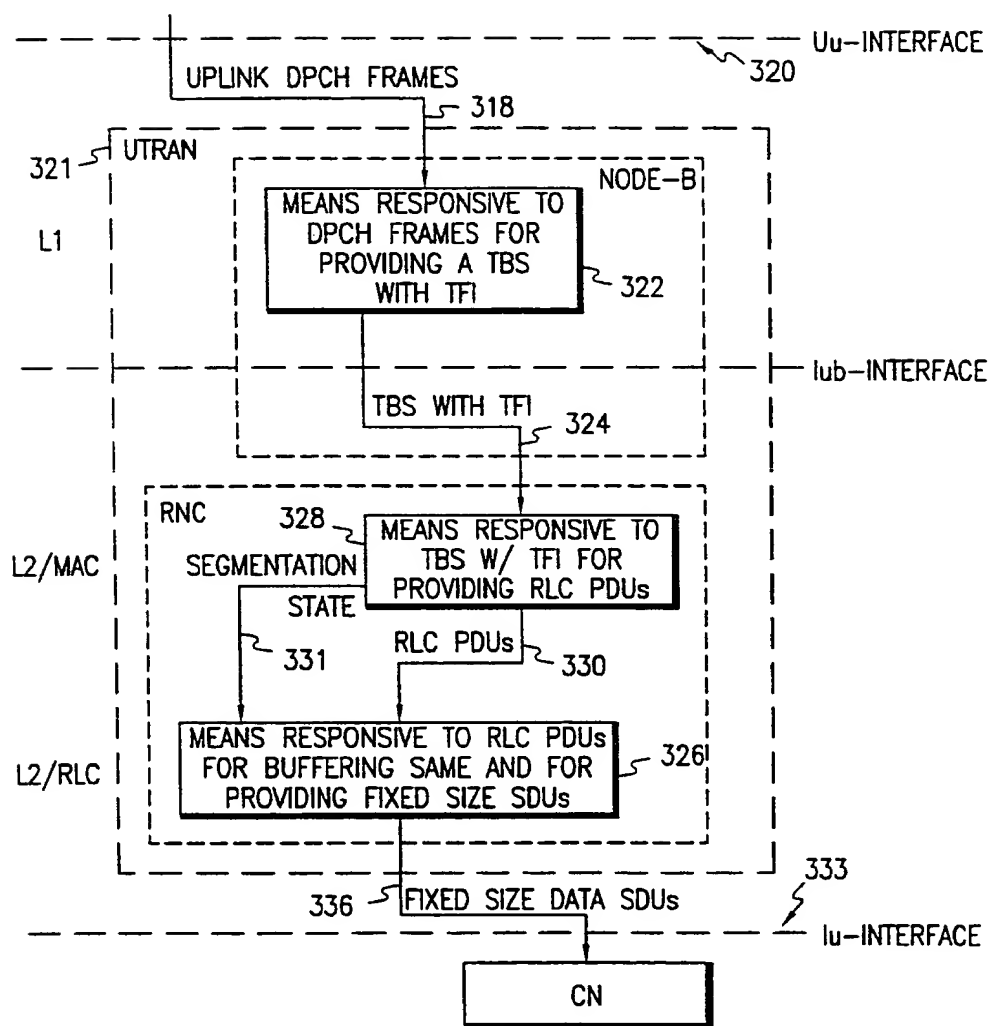 Uu-INTERFACE
320
UPLINK DPCH FRAMES
318
321
UTRAN
NODE-B
L1
MEANS RESPONSIVE TO
DPCH FRAMES FOR
PROVIDING A TBS
WITH TFI
322
Iub-INTERFACE
TBS WITH TFI
324
RNC
328
L2/MAC
MEANS RESPONSIVE TO
TBS W/ TFI FOR
PROVIDING RLC PDUs
SEGMENTATION
STATE
331
RLC PDUs
330
L2/RLC
MEANS RESPONSIVE TO RLC PDUs
FOR BUFFERING SAME AND FOR
PROVIDING FIXED SIZE SDUs
326
336
FIXED SIZE DATA SDUs
333
Iu-INTERFACE
CN